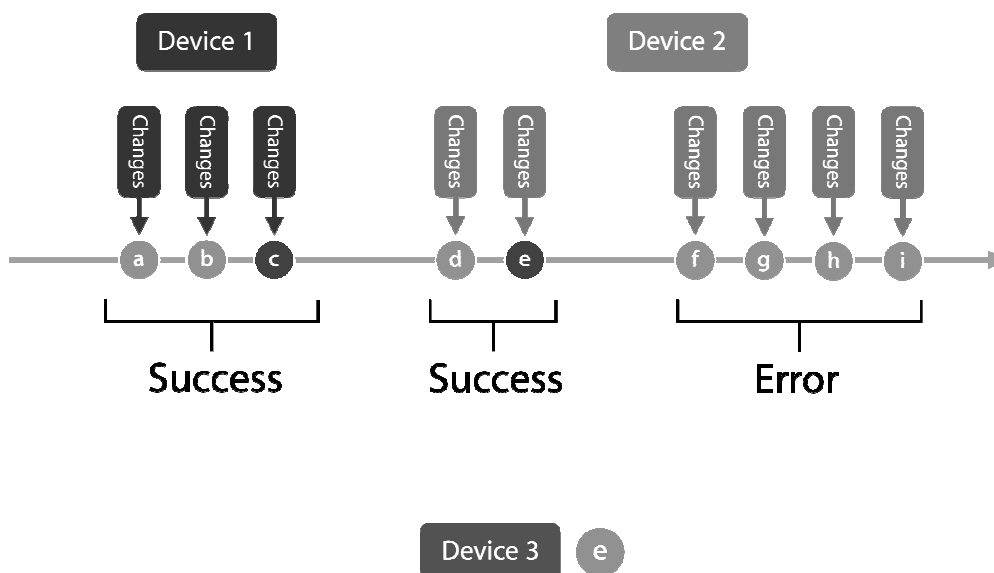 Device 1
Device 2
Changes
Changes
Changes
Changes
Changes
Changes
Changes
Changes
Changes
a
b
c
d
e
f
g
h
i
Success
Success
Error
Device 3
e